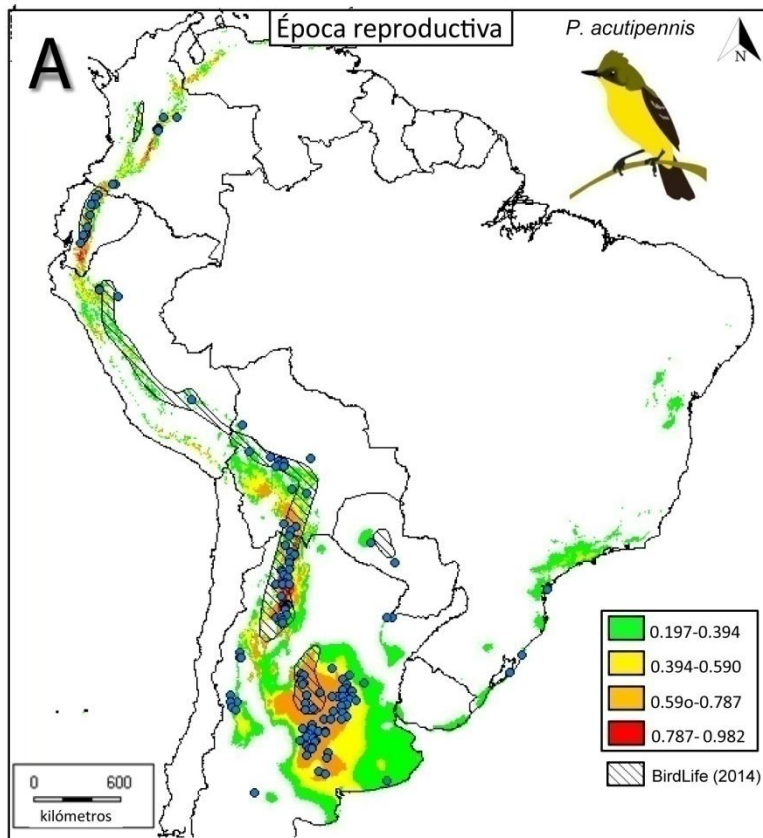 Época reproductiva
A
P. acutipennis
N
0.197-0.394
0.394-0.590
0.59o-0.787
0.787-0.982
BirdLife (2014)
0 600
kilómetros